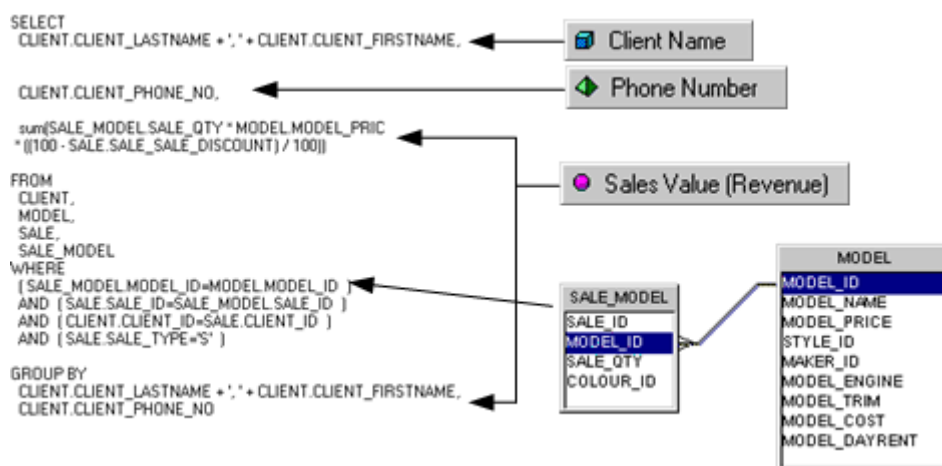 SELECT
CLIENT.CLIENT_LASTNAME + ', ' + CLIENT.CLIENT_FIRSTNAME,
CLIENT.CLIENT_PHONE_NO,
sum(SALE_MODEL.SALE_QTY * MODEL.MODEL_PRIC
* ((100 - SALE.SALE_SALE_DISCOUNT) / 100))
FROM
CLIENT,
MODEL,
SALE,
SALE_MODEL
WHERE
( SALE_MODEL.MODEL_ID=MODEL.MODEL_ID )
AND ( SALE.SALE_ID=SALE_MODEL.SALE_ID )
AND ( CLIENT.CLIENT_ID=SALE.CLIENT_ID )
AND ( SALE.SALE_TYPE='S' )
GROUP BY
CLIENT.CLIENT_LASTNAME + ', ' + CLIENT.CLIENT_FIRSTNAME,
CLIENT.CLIENT_PHONE_NO
Client Name
Phone Number
Sales Value (Revenue)
SALE_MODEL
SALE_ID
MODEL_ID
SALE_QTY
COLOUR_ID
MODEL
MODEL_ID
MODEL_NAME
MODEL_PRICE
STYLE_ID
MAKER_ID
MODEL_ENGINE
MODEL_TRIM
MODEL_COST
MODEL_DAYRENT